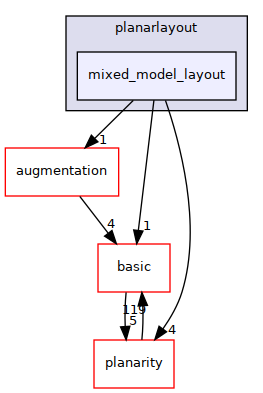 planarlayout
mixed_model_layout
1
augmentation
4
1
basic
119
5
4
planarity